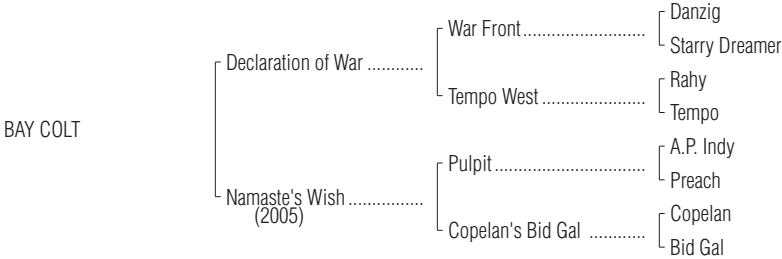 Danzig
War Front..........................
Starry Dreamer
Declaration of War ............
Rahy
Tempo West ......................
Tempo
BAY COLT
A.P. Indy
Pulpit................................
Preach
Namaste's Wish ................
(2005)
Copelan
Copelan's Bid Gal ............
Bid Gal